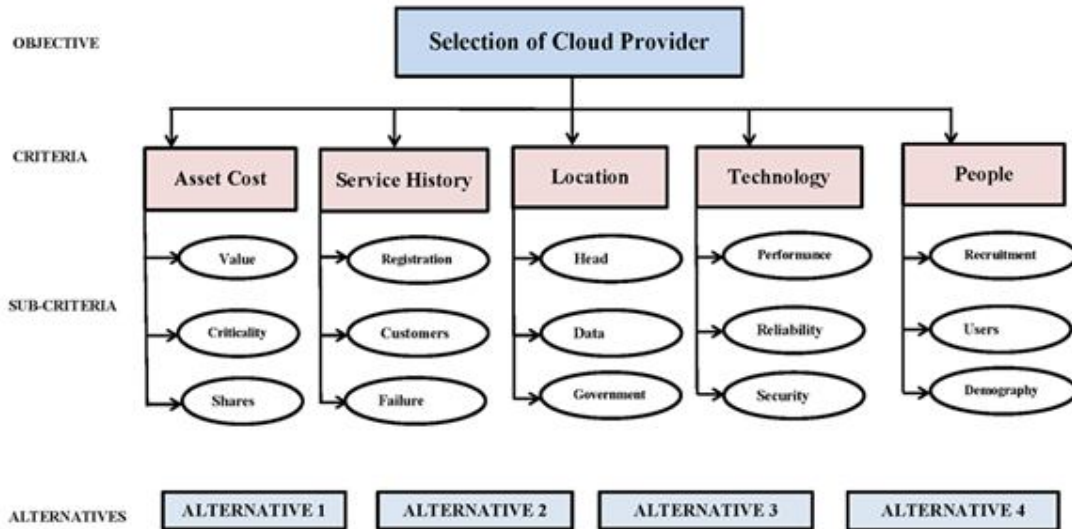 OBJECTIVE
Selection of Cloud Provider
CRITERIA
Asset Cost
Service History
Location
Technology
People
SUB-CRITERIA
Value
Registration
Head
Performance
Recruitment
Criticality
Customers
Data
Reliability
Users
Shares
Failure
Government
Security
Demography
ALTERNATIVES
ALTERNATIVE 1
ALTERNATIVE 2
ALTERNATIVE 3
ALTERNATIVE 4